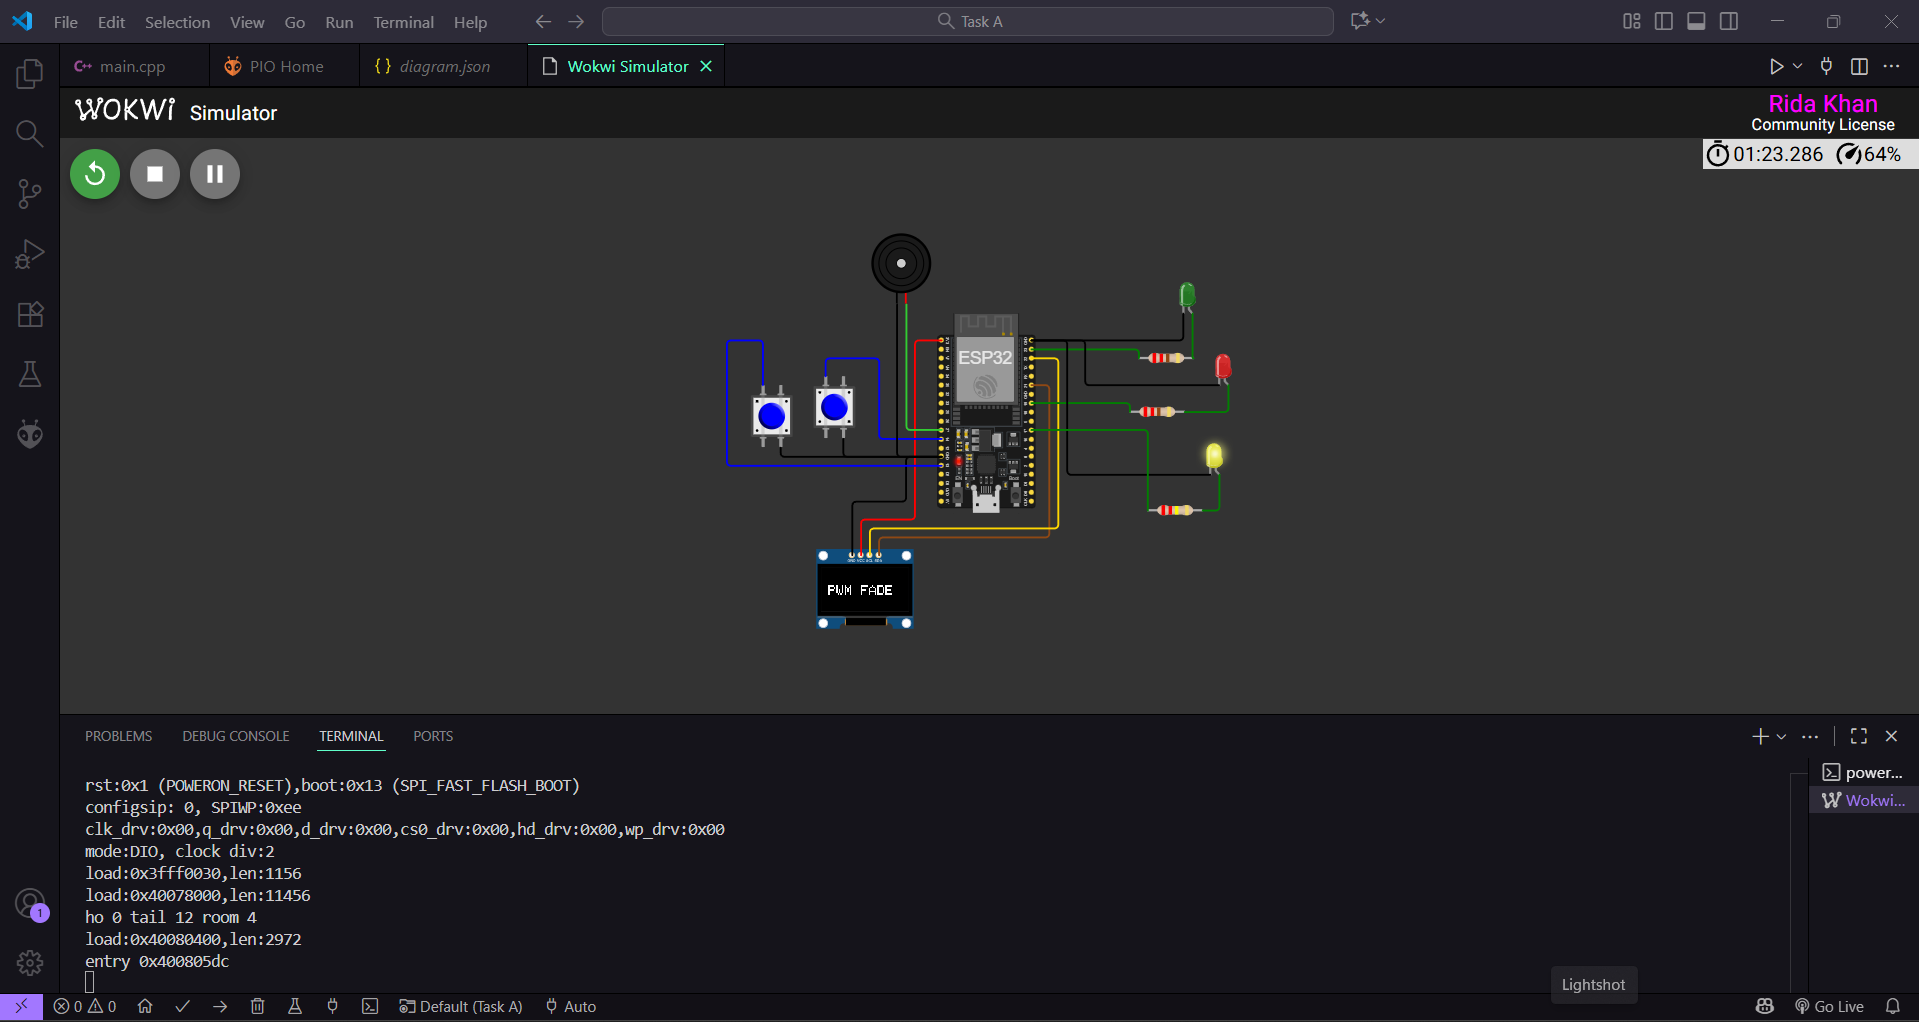 File Edit Selection View Go Run Terminal Help
Task A
main.cpp
PIO Home
diagram.json
Wokwi Simulator
WOKWi Simulator
Rida Khan
Community License
01:23.286 64%
ESP32
PWM FADE
PROBLEMS DEBUG CONSOLE TERMINAL PORTS
rst:0x1 (POWERON_RESET),boot:0x13 (SPI_FAST_FLASH_BOOT)
configsip: 0, SPIWP:0xee
clk_drv:0x00,q_drv:0x00,d_drv:0x00,cs0_drv:0x00,hd_drv:0x00,wp_drv:0x00
mode:DIO, clock div:2
load:0x3fff0030,len:1156
load:0x40078000,len:11456
ho 0 tail 12 room 4
load:0x40080400,len:2972
entry 0x400805dc
power...
Wokwi...
1
Lightshot
0 0
Default (Task A)
Auto
Go Live